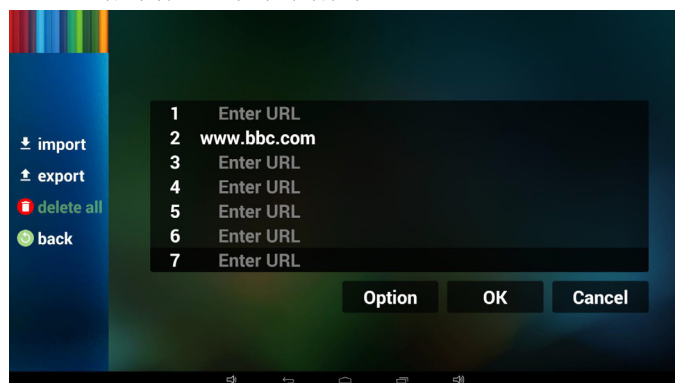 import
export
delete all
back
1 Enter URL
2 www.bbc.com
3 Enter URL
4 Enter URL
5 Enter URL
6 Enter URL
7 Enter URL
Option OK Cancel